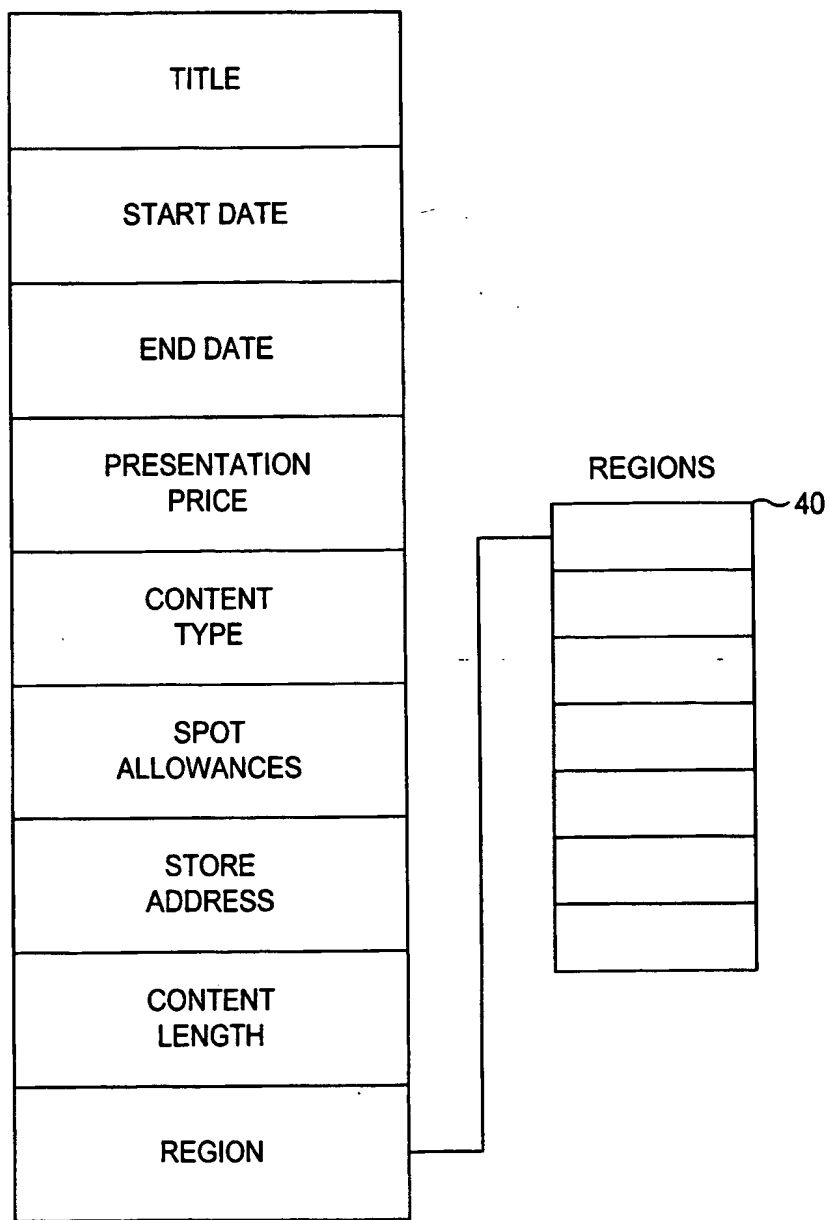 TITLE
START DATE
END DATE
PRESENTATION
PRICE
CONTENT
TYPE
SPOT
ALLOWANCES
STORE
ADDRESS
CONTENT
LENGTH
REGION
REGIONS
40